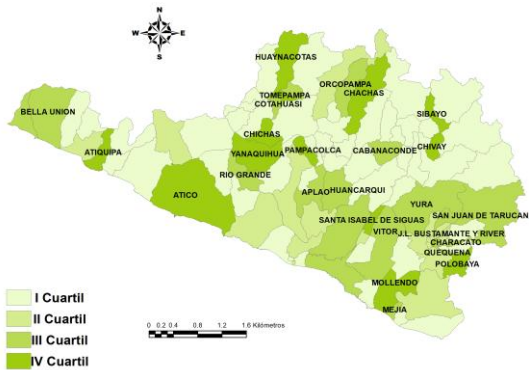 N
W E
S
HUAYNACOTAS
ORCOPAMPA
CHACHAS
TOMEPAMPA
COTAHUASI
BELLA UNION
SIBAYO
CHICHAS
ATIQUIPA
YANAQUIHUA
PAMPACOLCA
CABANACONDE
CHIVAY
RIO GRANDE
ATICO
APLAO
HUANCARQUI
YURA
SANTA ISABEL DE SIGUAS
SAN JUAN DE TARUCAN
VITOR
J.L. BUSTAMANTE Y RIVER
CHARACATO
QUEQUENA
POLOBAYA
MOLLENDO
MEJIA
I Cuartil
II Cuartil
III Cuartil
IV Cuartil
0 0.2 0.4 0.8 1.2 1.6 Kilómetros